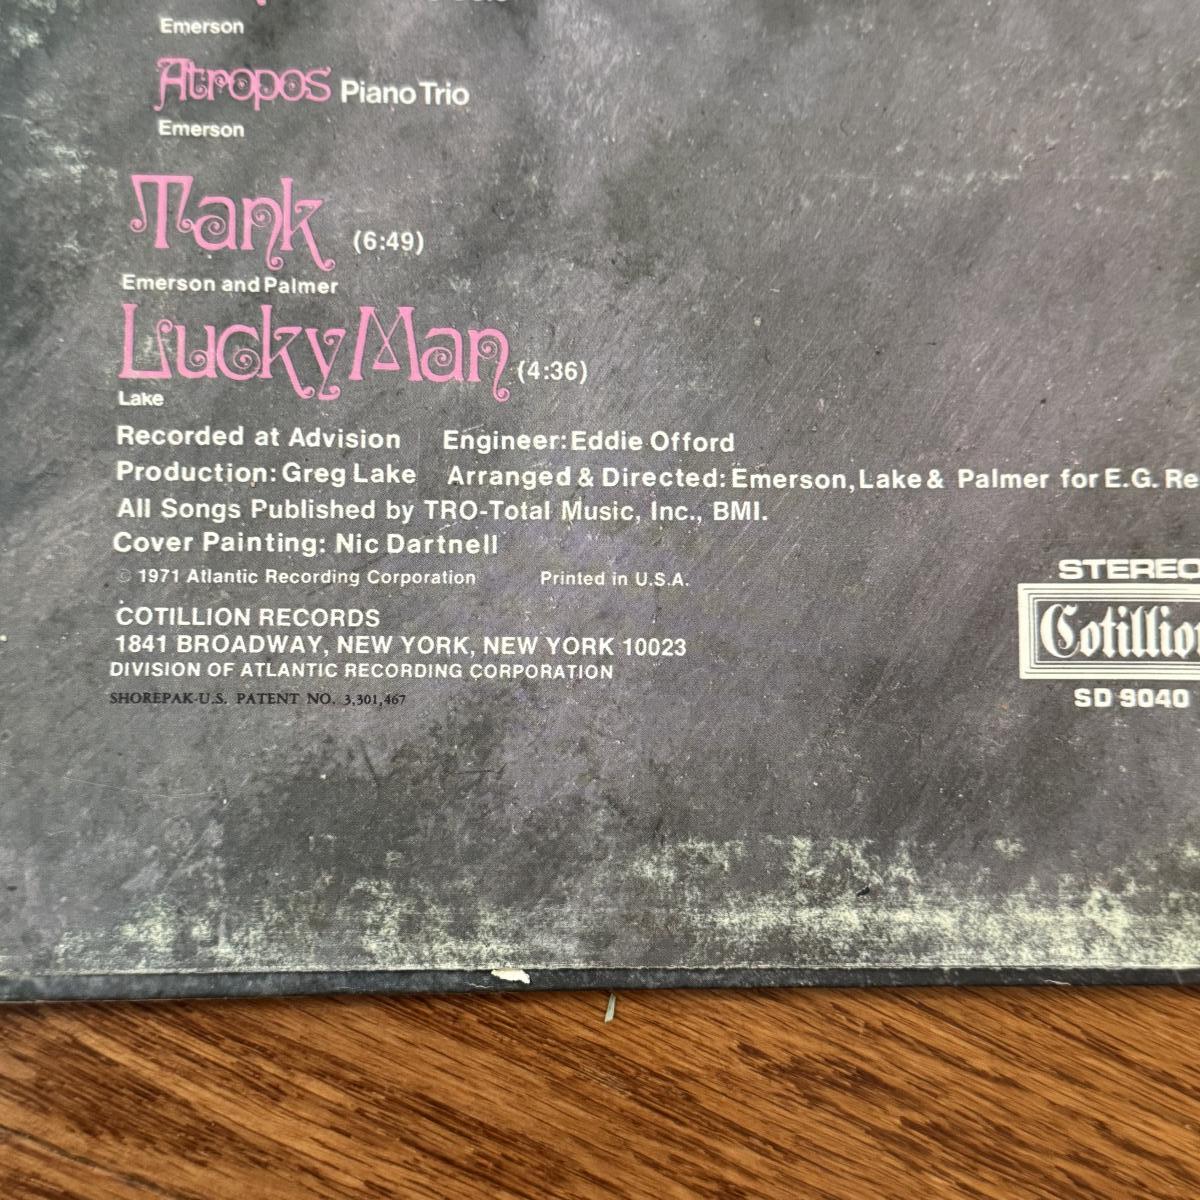 Emerson
Atropos Piano Trio
Emerson
Tank (6:49)
Emerson and Palmer
Lucky Man (4:36)
Lake
Recorded at Advision Engineer: Eddie Offord
Production: Greg Lake Arranged & Directed: Emerson, Lake & Palmer for E.G. Re
All Songs Published by TRO-Total Music, Inc., BMI.
Cover Painting: Nic Dartnell
© 1971 Atlantic Recording Corporation Printed in U.S.A.
STEREO
COTILLION RECORDS
1841 BROADWAY, NEW YORK, NEW YORK 10023
Cotillion
DIVISION OF ATLANTIC RECORDING CORPORATION
SHOREPAK-U.S. PATENT NO. 3,301,467
SD 9040